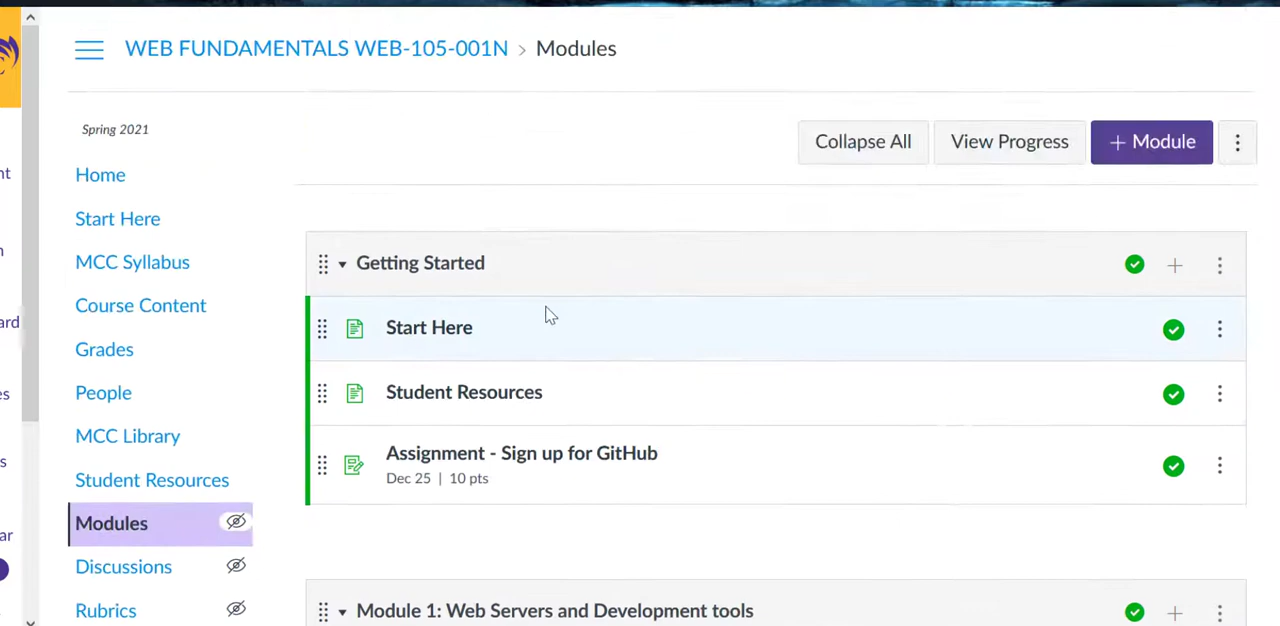 WEB FUNDAMENTALS WEB-105-001N > Modules
Spring 2021
Collapse All
View Progress
+ Module
Home
Start Here
MCC Syllabus
Course Content
Grades
People
MCC Library
Student Resources
Modules
Discussions
Rubrics
Getting Started
Start Here
Student Resources
Assignment - Sign up for GitHub
Dec 25 | 10 pts
Module 1: Web Servers and Development tools